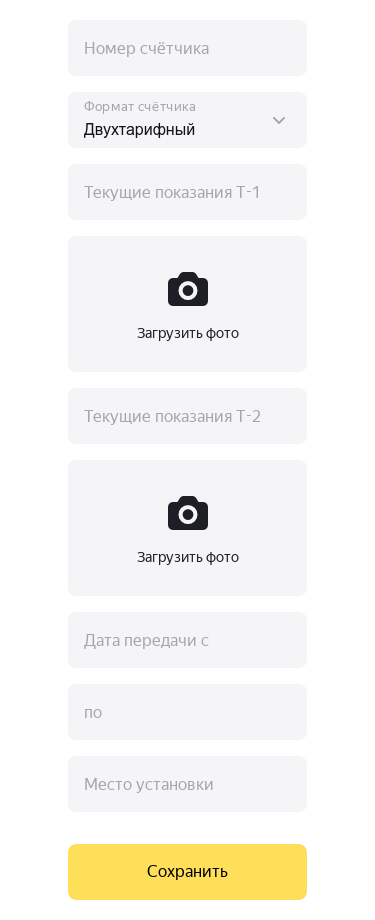 Номер счётчика
Формат счётчика
Двухтарифный
Текущие показания Т-1
Загрузить фото
Текущие показания Т-2
Загрузить фото
Дата передачи с
по
Место установки
Сохранить